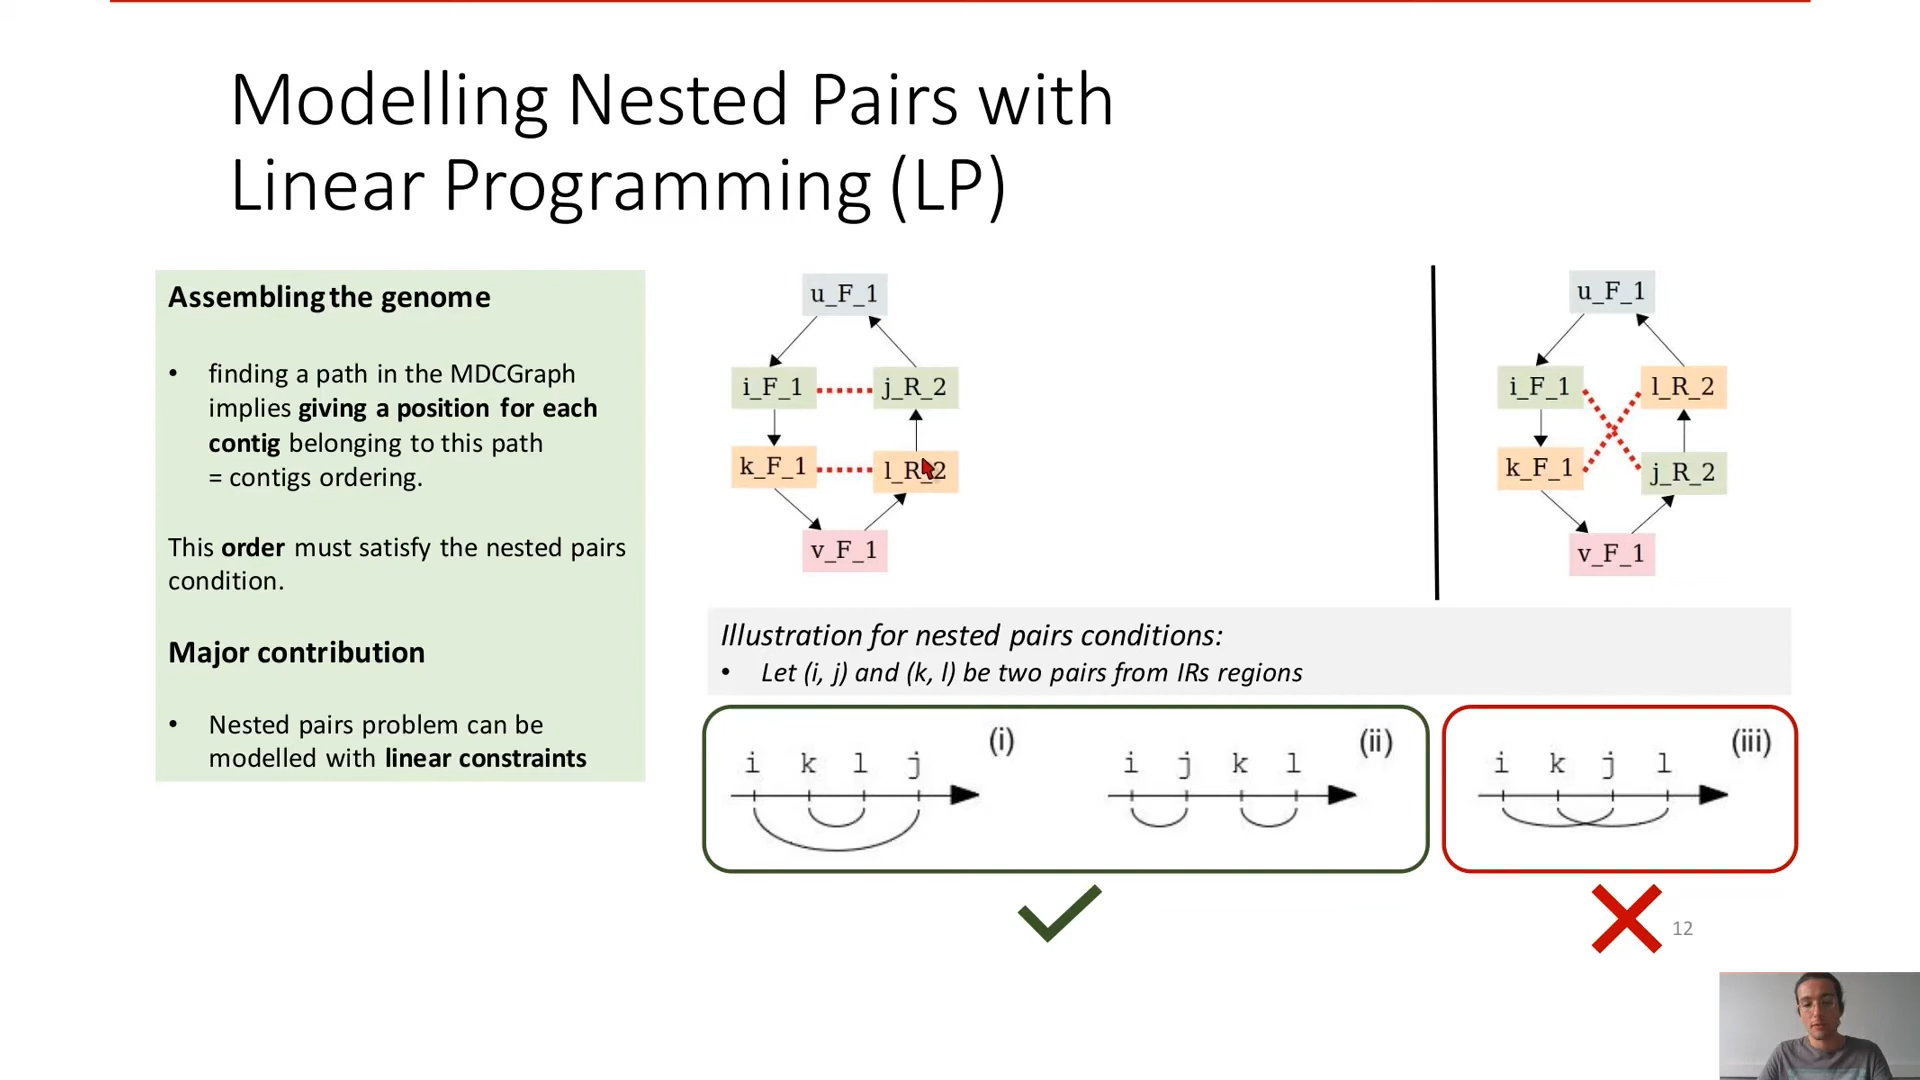 Modelling Nested Pairs with
Linear Programming (LP)
Assembling the genome
• finding a path in the MDCGraph
implies giving a position for each
contig belonging to this path
= contigs ordering.
This order must satisfy the nested pairs
condition.
Major contribution
• Nested pairs problem can be
modelled with linear constraints
u_F_1
i_F_1 j_R_2
k_F_1 l_R_2
v_F_1
u_F_1
i_F_1 l_R_2
k_F_1 j_R_2
v_F_1
Illustration for nested pairs conditions:
• Let (i, j) and (k, l) be two pairs from IRs regions
(i)
i k l j
(ii)
i j k l
(iii)
i k j l
12